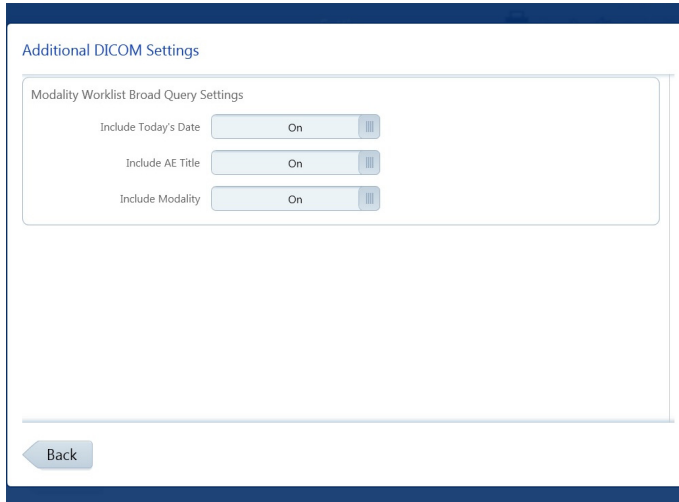 Additional DICOM Settings
Modality Worklist Broad Query Settings
Include Today's Date On
Include AE Title On
Include Modality On
Back